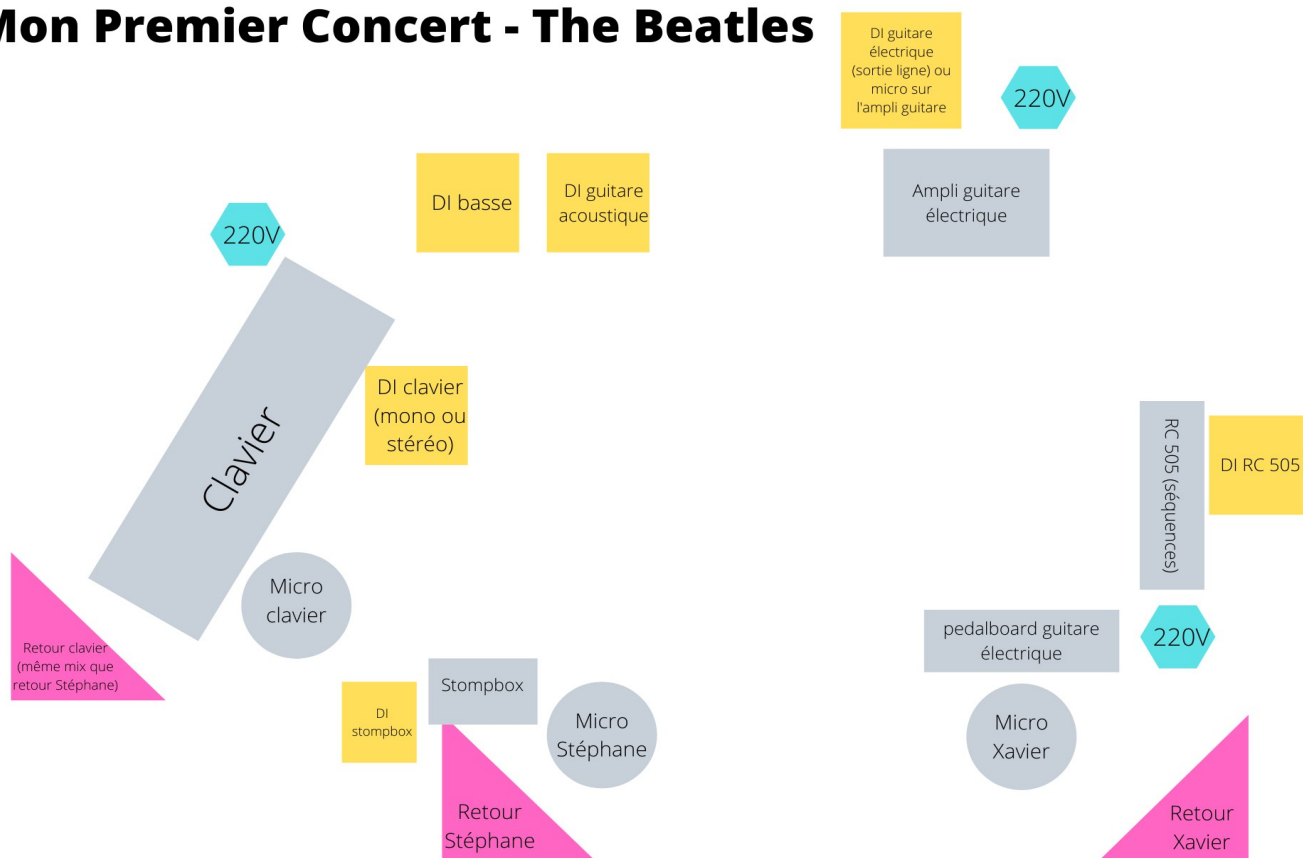 Mon Premier Concert - The Beatles
DI guitare
électrique
(sortie ligne) ou
micro sur
l'ampli guitare
220V
DI basse
DI guitare
acoustique
Ampli guitare
électrique
220V
DI clavier
(mono ou
stéréo)
Clavier
RC 505 (séquences)
DI RC 505
Micro
clavier
pedalboard guitare
électrique
220V
Retour clavier
(même mix que
retour Stéphane)
Stompbox
DI
stompbox
Micro
Stéphane
Micro
Xavier
Retour
Stéphane
Retour
Xavier